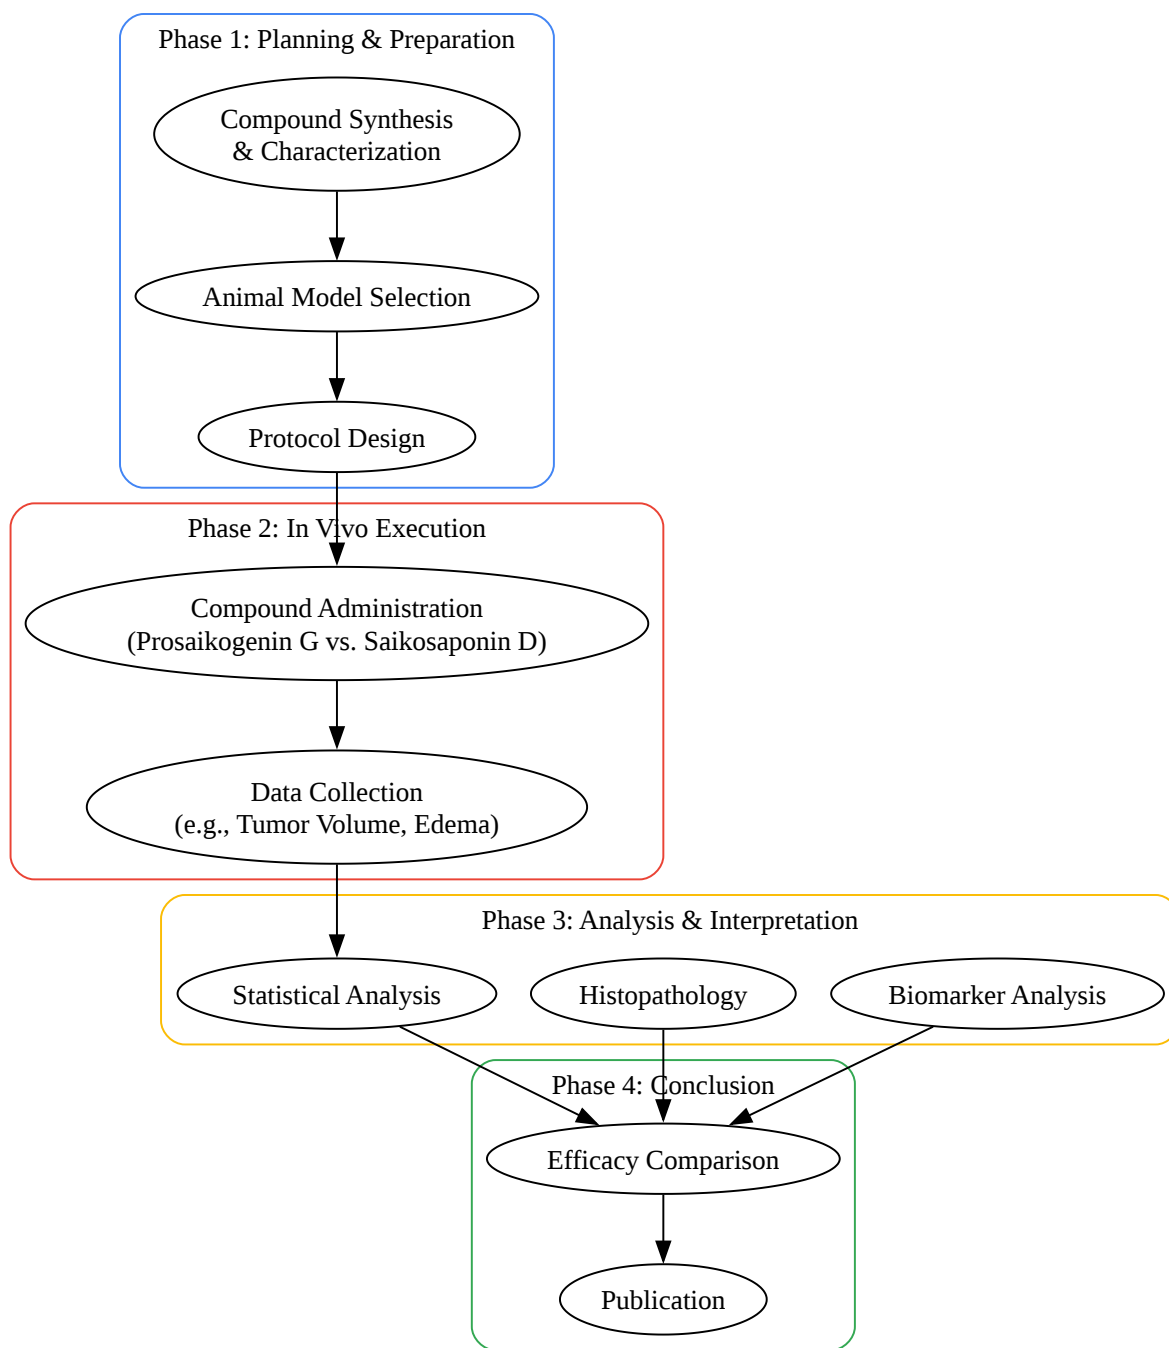 Phase 1: Planning & Preparation
Compound Synthesis
& Characterization
Animal Model Selection
Protocol Design
Phase 2: In Vivo Execution
Compound Administration
(Prosaikogenin G vs. Saikosaponin D)
Data Collection
(e.g., Tumor Volume, Edema)
Phase 3: Analysis & Interpretation
Statistical Analysis
Histopathology
Biomarker Analysis
Phase 4: Conclusion
Efficacy Comparison
Publication